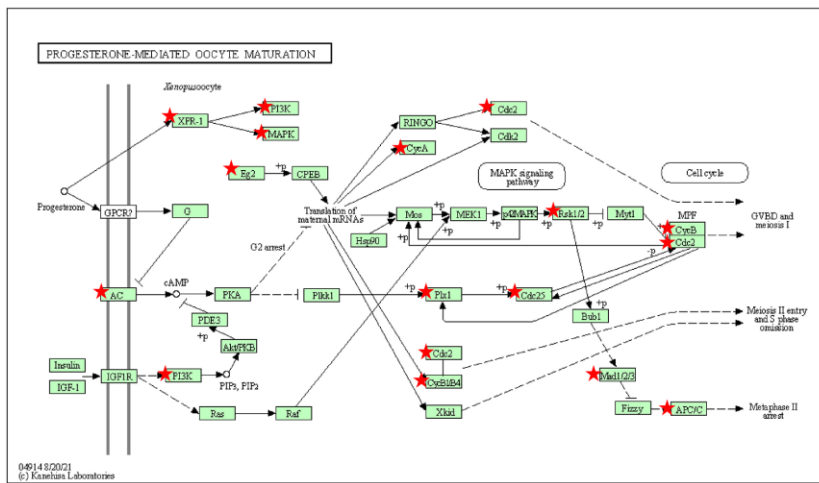 PROGESTERONE-MEDIATED OOCYTE MATURATION
Xenopus oocyte
XPR-1
PI3K
MAPK
RINGO
Cdc2
Cdk2
CycA
Eg2
+p
CPEB
MAPK signaling
pathway
Cell cycle
Progesterone
GPCR?
G
Translation of
maternal mRNAs
Mos
+p
MEK1
+p
p42MAPK
+p
Rsk1/2
Myt1
MPF
+p
CycB
Cdc2
+p
-p
GVBD and
meiosis I
Hsp90
+p
+p
G2 arrest
AC
cAMP
PKA
Plkk1
+p
Plx1
+p
Cdc25
PDE3
+p
Akt/PKB
+p
Bub1
Meiosis II entry
and S phase
omission
Insulin
IGF-1
IGF1R
PI3K
PIP3, PIP2
Cdc2
CycB1/B4
Mad1/2/3
Ras
Raf
Xkid
Fizzy
APC/C
Metaphase II
arrest
04914 8/20/21
(c) Kanehisa Laboratories